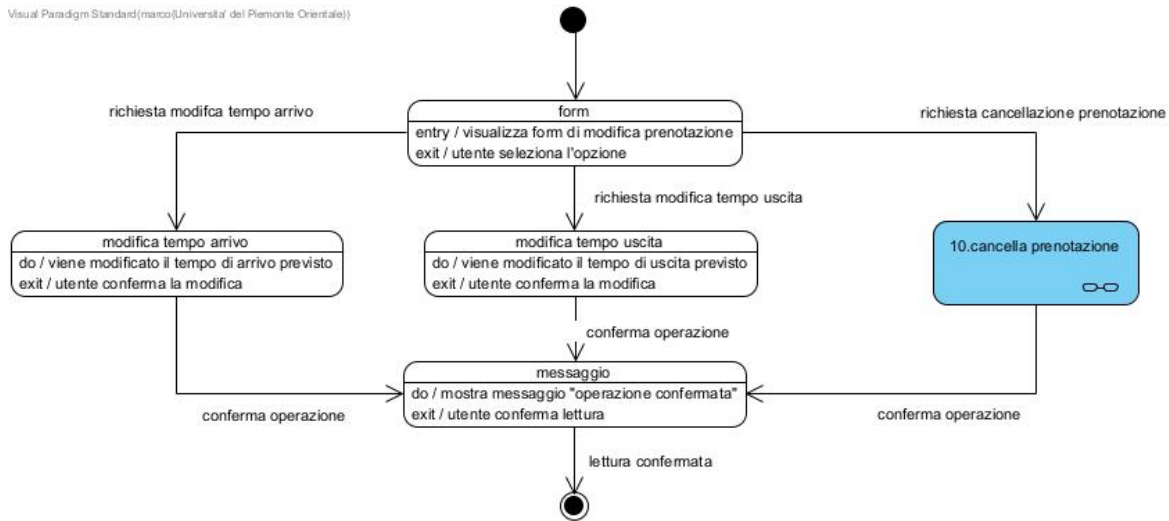 Visual Paradigm Standard(marco(Universita' del Piemonte Orientale))
richiesta modifca tempo arrivo
form
richiesta cancellazione prenotazione
entry / visualizza form di modifica prenotazione
exit / utente seleziona l'opzione
richiesta modifica tempo uscita
modifica tempo arrivo
do / viene modificato il tempo di arrivo previsto
exit / utente conferma la modifica
modifica tempo uscita
do / viene modificato il tempo di uscita previsto
exit / utente conferma la modifica
10.cancella prenotazione
conferma operazione
messaggio
do / mostra messaggio "operazione confermata"
exit / utente conferma lettura
conferma operazione
conferma operazione
lettura confermata